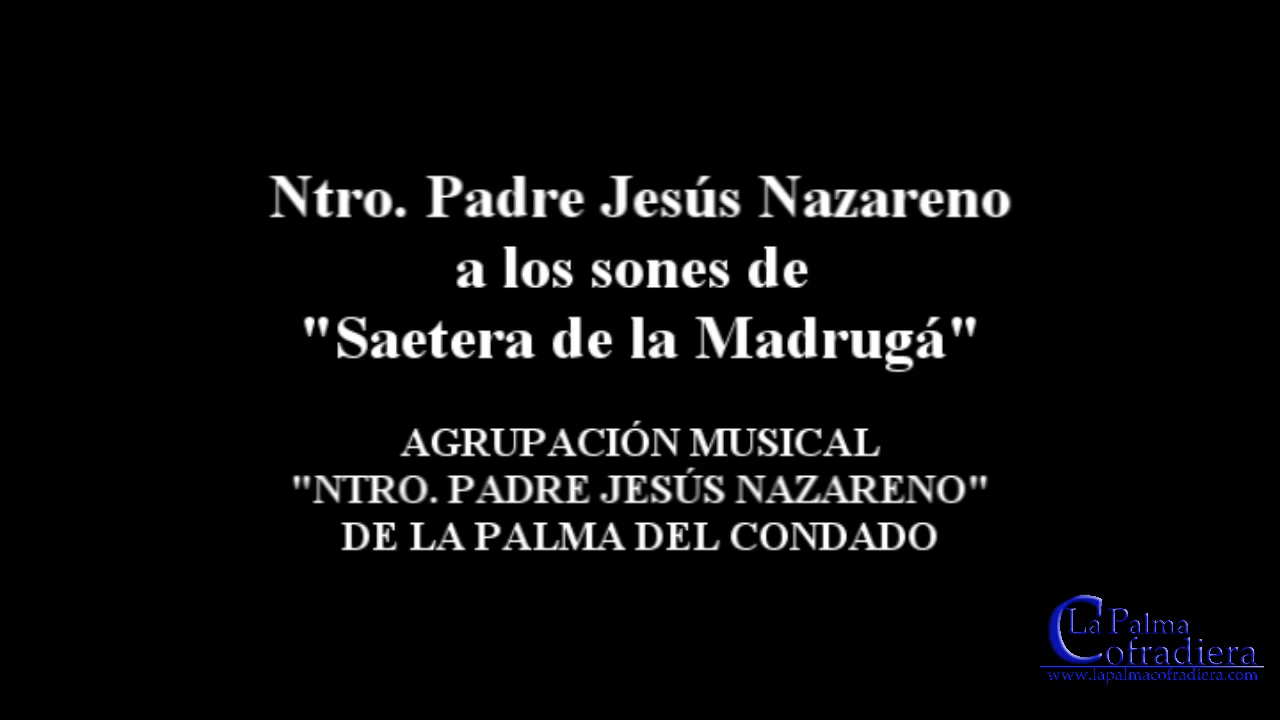 Ntro. Padre Jesús Nazareno
a los sones de
"Saetera de la Madrugá"
AGRUPACIÓN MUSICAL
"NTRO. PADRE JESÚS NAZARENO"
DE LA PALMA DEL CONDADO
La Palma
Cofradiera
www.lapalmacofradiera.com